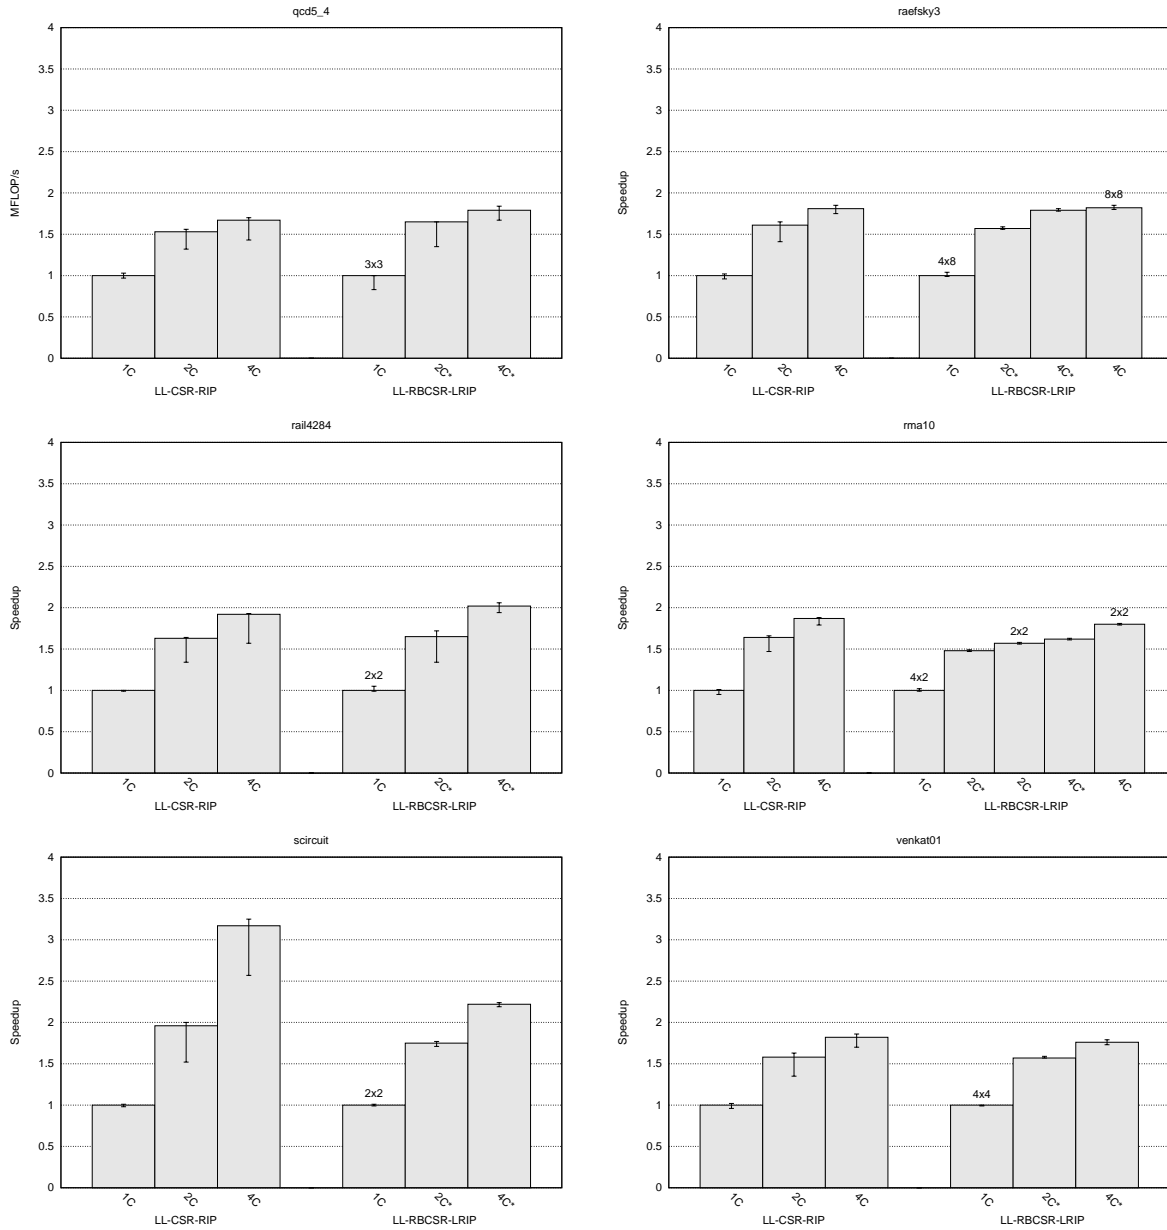 qcd5_4
4
3.5
3
2.5
2
1.5
1
0.5
0
MFLOP/s
3x3
1C 2C 4C 1C 2C* 4C*
LL-CSR-RIP LL-RBCSR-LRIP
raefsky3
4
3.5
3
2.5
2
1.5
1
0.5
0
Speedup
4x8 8x8
1C 2C 4C 1C 2C* 4C* 4C
LL-CSR-RIP LL-RBCSR-LRIP
rail4284
4
3.5
3
2.5
2
1.5
1
0.5
0
Speedup
2x2
1C 2C 4C 1C 2C* 4C*
LL-CSR-RIP LL-RBCSR-LRIP
rma10
4
3.5
3
2.5
2
1.5
1
0.5
0
Speedup
4x2 2x2 2x2
1C 2C 4C 1C 2C* 2C 4C* 4C
LL-CSR-RIP LL-RBCSR-LRIP
scircuit
4
3.5
3
2.5
2
1.5
1
0.5
0
Speedup
2x2
1C 2C 4C 1C 2C* 4C*
LL-CSR-RIP LL-RBCSR-LRIP
venkat01
4
3.5
3
2.5
2
1.5
1
0.5
0
Speedup
4x4
1C 2C 4C 1C 2C* 4C*
LL-CSR-RIP LL-RBCSR-LRIP